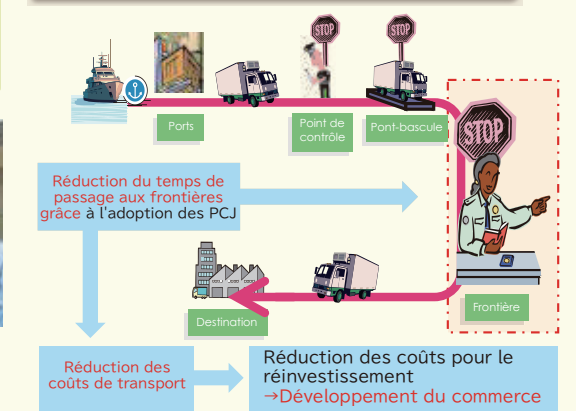 STOP
STOP
Ports
Point de
contrôle
Pont-bascule
STOP
Réduction du temps de
passage aux frontières
grâce à l'adoption des PCJ
Frontière
Destination
Réduction des
coûts de transport
Réduction des coûts pour le
réinvestissement
→Développement du commerce